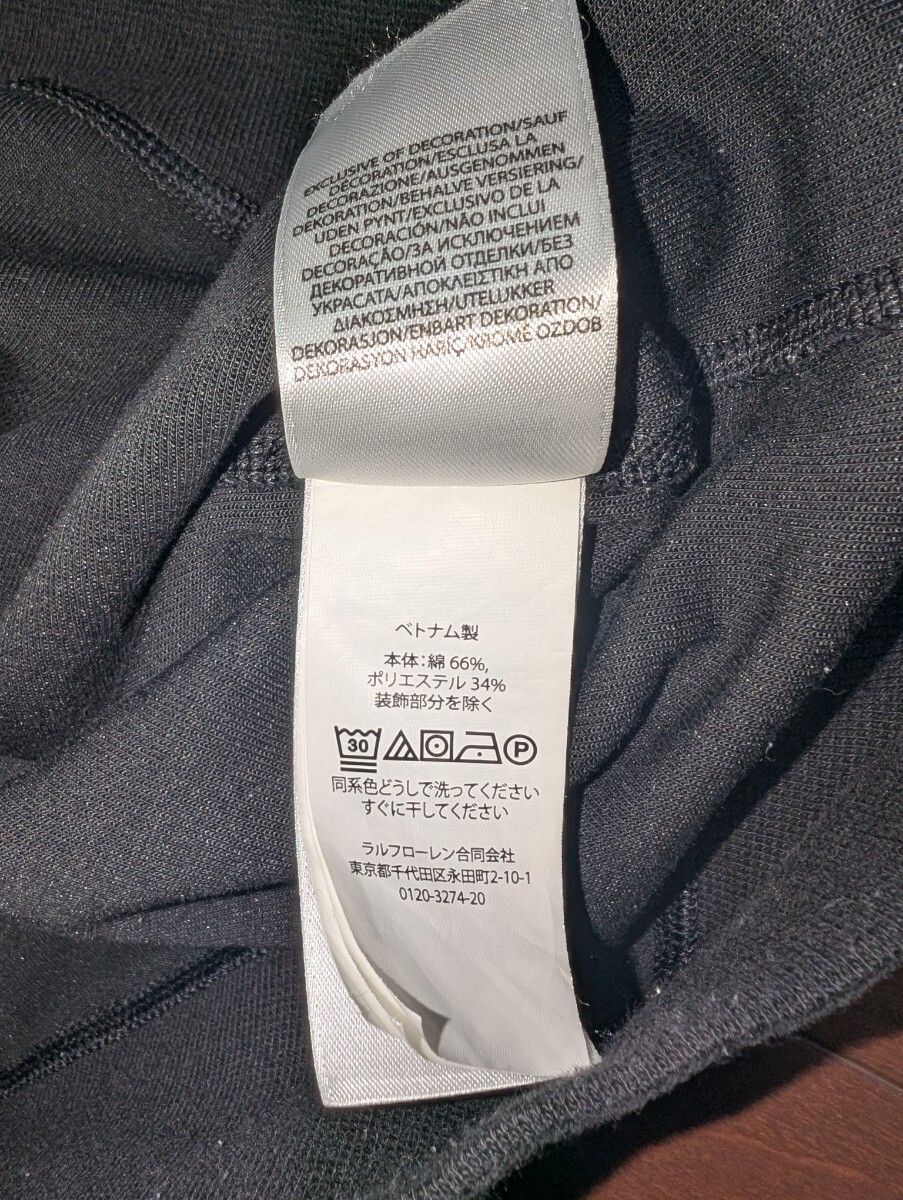 EXCLUSIVE OF DECORATION/SAUF
DÉCORATION/ESCLUSA LA
DECORAZIONE/AUSGENOMMEN
DEKORATION/BEHALVE VERSIERING/
UDEN PYNT/EXCLUSIVO DE LA
DECORACIÓN/NÃO INCLUI
DECORAÇÃO/ЗА ИСКЛЮЧЕНИЕМ
ДЕКОРАТИВНОЙ ОТДЕЛКИ/БЕЗ
УКРАСАТА/ΑΠΟΚΛΕΙΣΤΙΚΗ ΑΠΟ
ΔΙΑΚΟΣΜΗΣΗ/UTELUKKER
DEKORASJON/ENBART DEKORATION/
DEKORASYON HARİÇ/KROMĚ OZDOB
ベトナム製
本体:綿 66%,
ポリエステル 34%
装飾部分を除く
30 P
同系色どうしで洗ってください
すぐに干してください
ラルフローレン合同会社
東京都千代田区永田町2-10-1
0120-3274-20